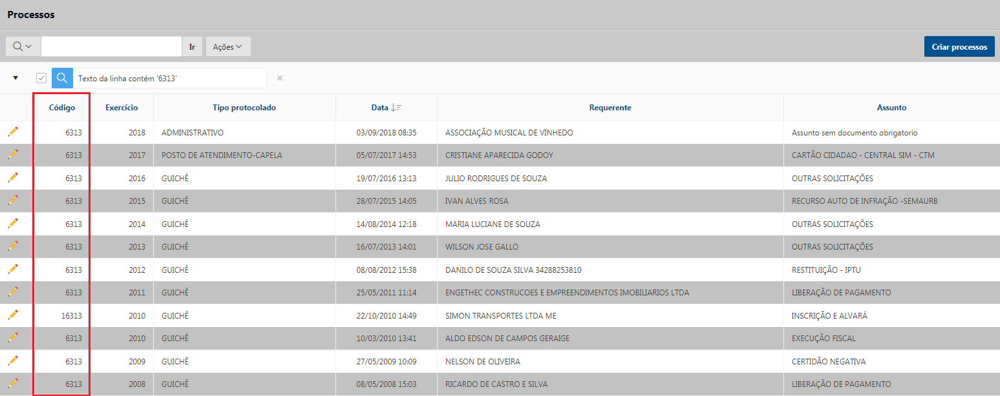 Processos
Ir Ações Criar processos
Texto da linha contém '6313'
Código Exercício Tipo protocolado Data Requerente Assunto
6313 2018 ADMINISTRATIVO 03/09/2018 08:35 ASSOCIAÇÃO MUSICAL DE VINHEDO Assunto sem documento obrigatorio
6313 2017 POSTO DE ATENDIMENTO-CAPELA 05/07/2017 14:53 CRISTIANE APARECIDA GODOY CARTÃO CIDADAO - CENTRAL SIM - CTM
6313 2016 GUICHÊ 19/07/2016 13:13 JULIO RODRIGUES DE SOUZA OUTRAS SOLICITAÇÕES
6313 2015 GUICHÊ 28/07/2015 14:05 IVAN ALVES ROSA RECURSO AUTO DE INFRAÇÃO -SEMAURB
6313 2014 GUICHÊ 14/08/2014 12:18 MARIA LUCIANE DE SOUZA OUTRAS SOLICITAÇÕES
6313 2013 GUICHÊ 16/07/2013 14:01 WILSON JOSE GALLO OUTRAS SOLICITAÇÕES
6313 2012 GUICHÊ 08/08/2012 15:38 DANILO DE SOUZA SILVA 34288253810 RESTITUIÇÃO - IPTU
6313 2011 GUICHÊ 25/05/2011 11:14 ENGETHEC CONSTRUCOES E EMPREENDIMENTOS IMOBILIARIOS LTDA LIBERAÇÃO DE PAGAMENTO
16313 2010 GUICHÊ 22/10/2010 14:49 SIMON TRANSPORTES LTDA ME INSCRIÇÃO E ALVARÁ
6313 2010 GUICHÊ 10/03/2010 13:41 ALDO EDSON DE CAMPOS GERAIGE EXECUÇÃO FISCAL
6313 2009 GUICHÊ 27/05/2009 10:09 NELSON DE OLIVEIRA CERTIDÃO NEGATIVA
6313 2008 GUICHÊ 08/05/2008 15:03 RICARDO DE CASTRO E SILVA LIBERAÇÃO DE PAGAMENTO